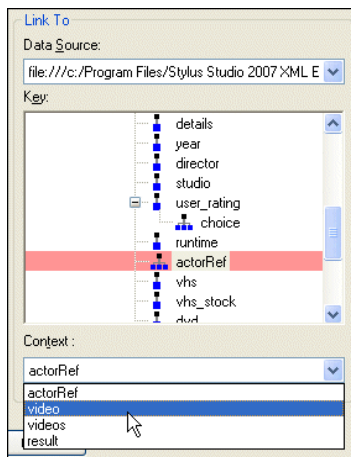 Link To
Data Source:
file:///c:/Program Files/Stylus Studio 2007 XML E
Key:
details
year
director
studio
user_rating
choice
runtime
actorRef
vhs
vhs_stock
dvd
Context :
actorRef
actorRef
video
videos
result